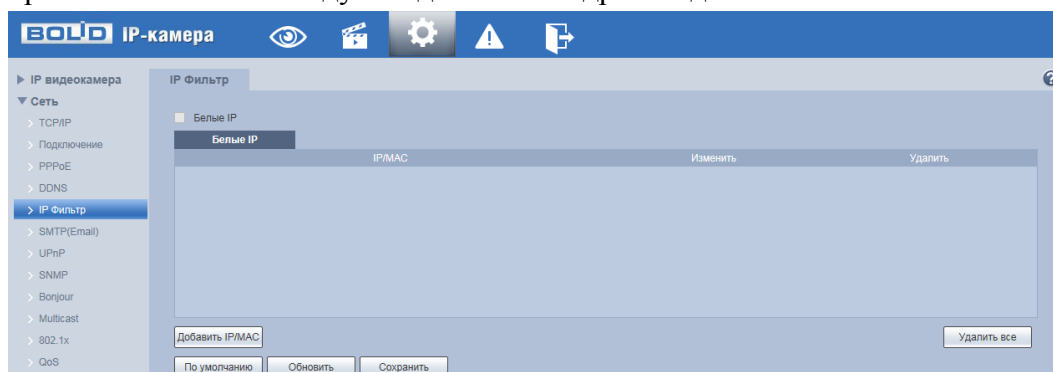 BOLID IP-камера
IP видеокамера
Сеть
TCP/IP
Подключение
PPPoE
DDNS
IP Фильтр
SMTP(Email)
UPnP
SNMP
Bonjour
Multicast
802.1x
QoS
IP Фильтр
?
Белые IP
Белые IP
IP/MAC Изменить Удалить
Добавить IP/MAC Удалить все
По умолчанию Обновить Сохранить